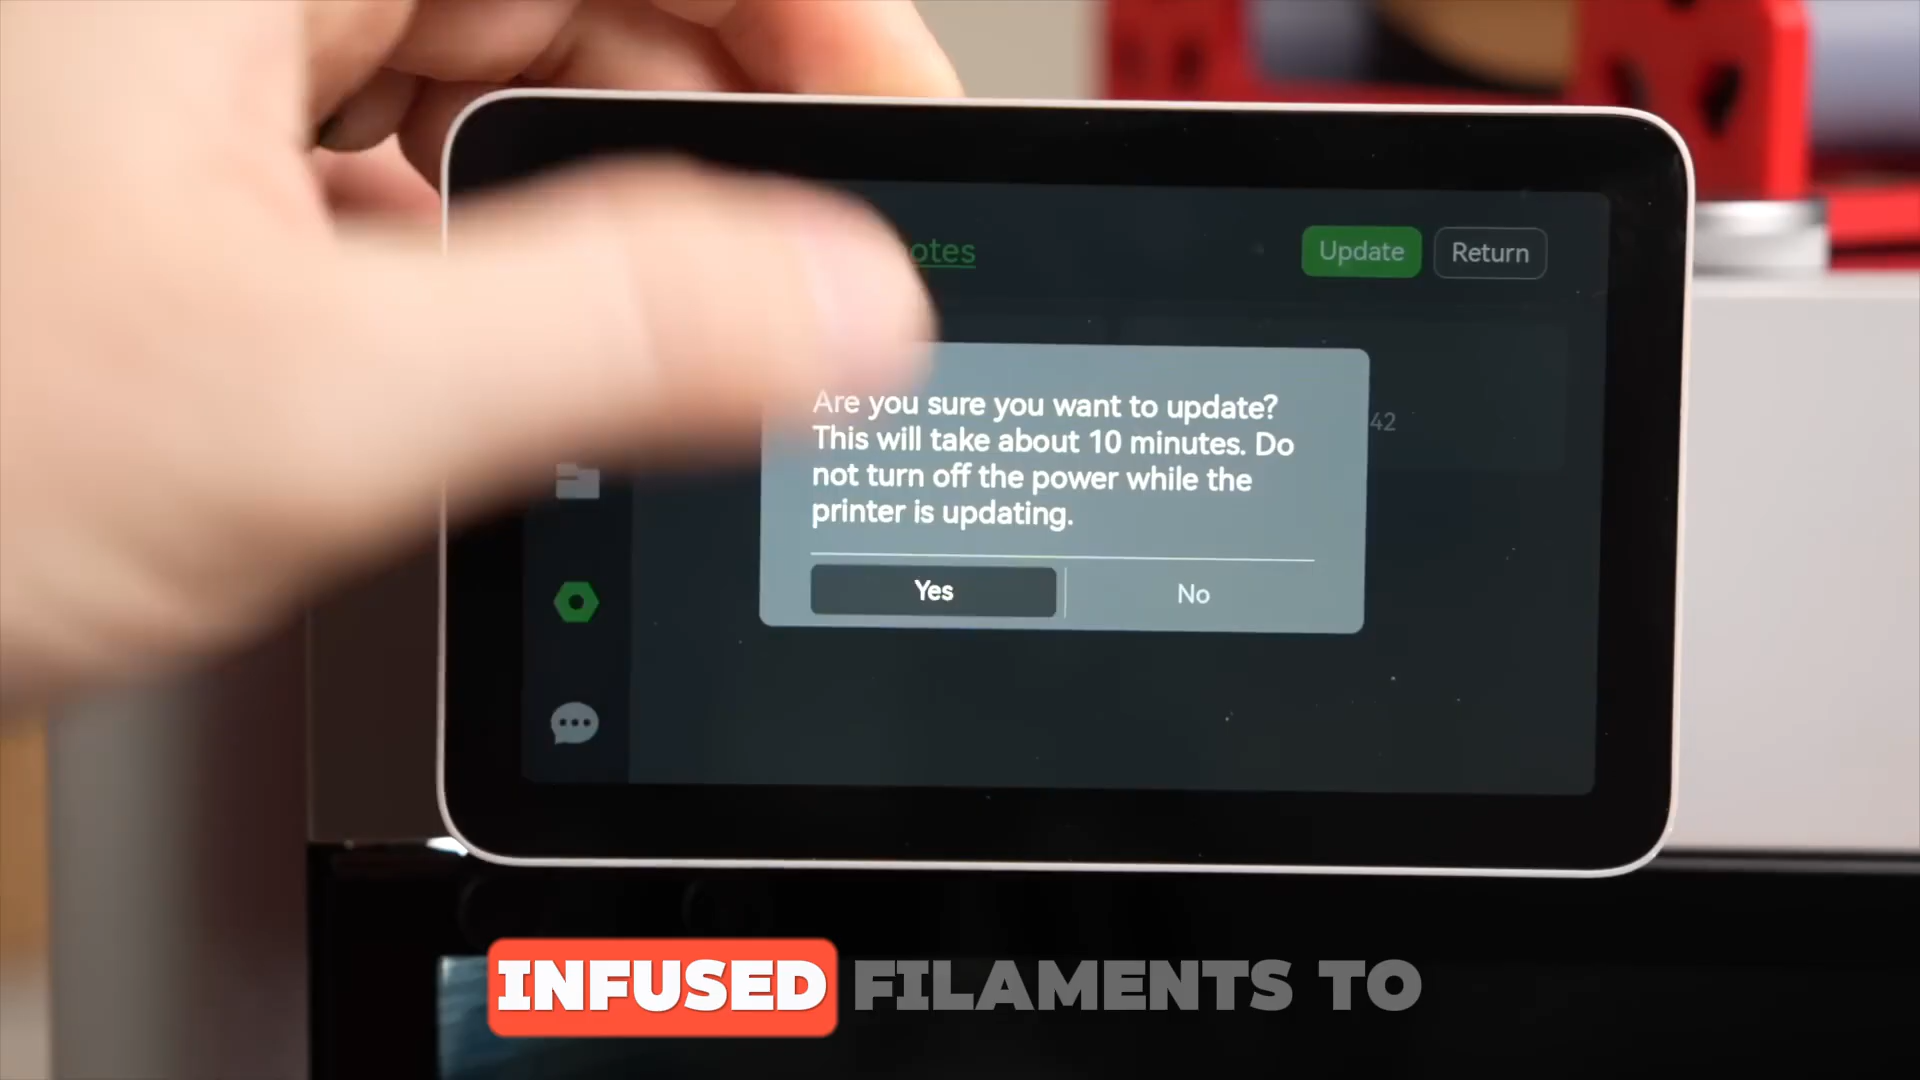 otes
Update
Return
Are you sure you want to update?
This will take about 10 minutes. Do
not turn off the power while the
printer is updating.
42
Yes
No
INFUSED FILAMENTS TO